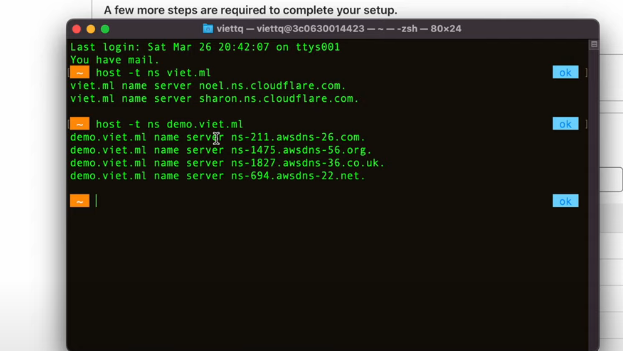 A few more steps are required to complete your setup.
viettq — viettq@3c0630014423 — ~ — -zsh — 80×24
Last login: Sat Mar 26 20:42:07 on ttys001
You have mail.
~ host -t ns viet.ml ok
viet.ml name server noel.ns.cloudflare.com.
viet.ml name server sharon.ns.cloudflare.com.
~ host -t ns demo.viet.ml ok
demo.viet.ml name server ns-211.awsdns-26.com.
demo.viet.ml name server ns-1475.awsdns-56.org.
demo.viet.ml name server ns-1827.awsdns-36.co.uk.
demo.viet.ml name server ns-694.awsdns-22.net.
~ ok